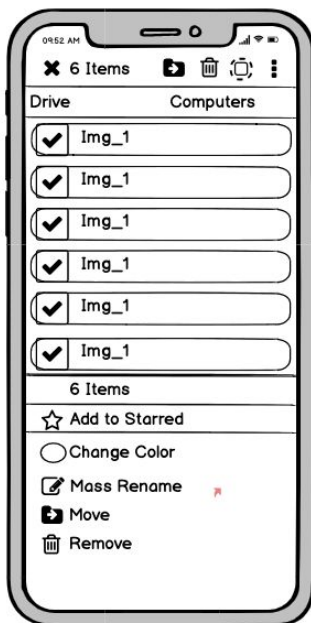 09:52 AM
6 Items
Drive Computers
Img_1
Img_1
Img_1
Img_1
Img_1
Img_1
6 Items
Add to Starred
Change Color
Mass Rename
Move
Remove